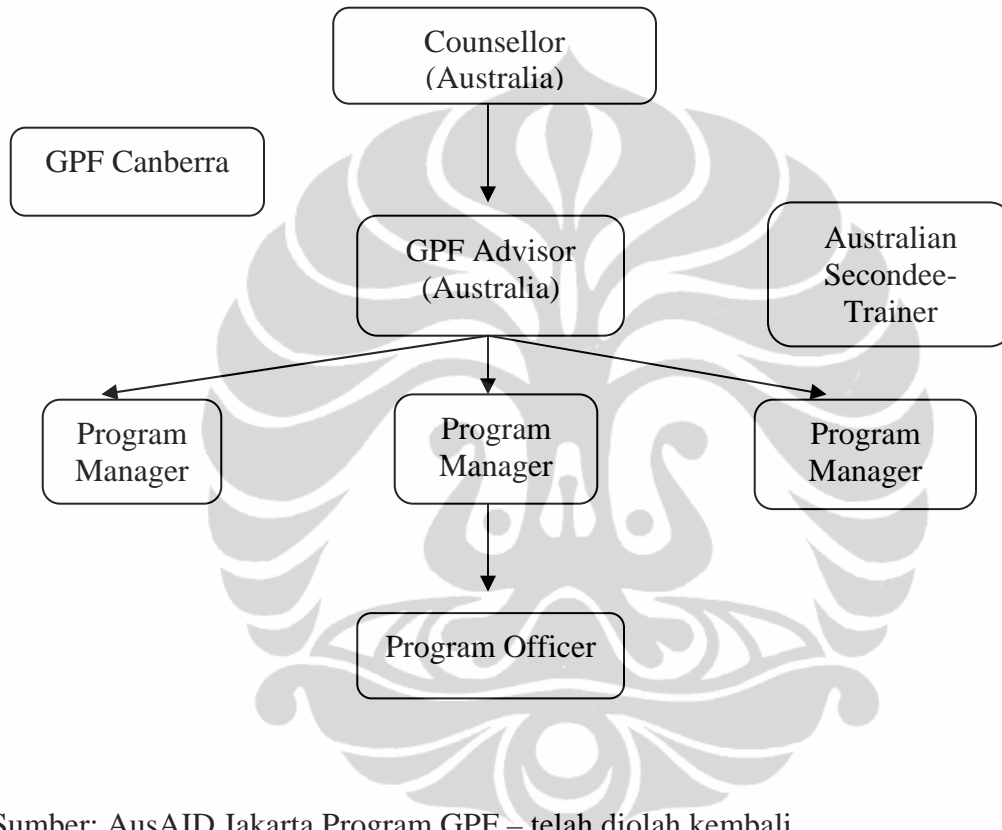 Counsellor
(Australia)
GPF Canberra
GPF Advisor
(Australia)
Australian
Secondee-
Trainer
Program
Manager
Program
Manager
Program
Manager
Program Officer
Sumber: AusAID Jakarta Program GPF – telah diolah kembali